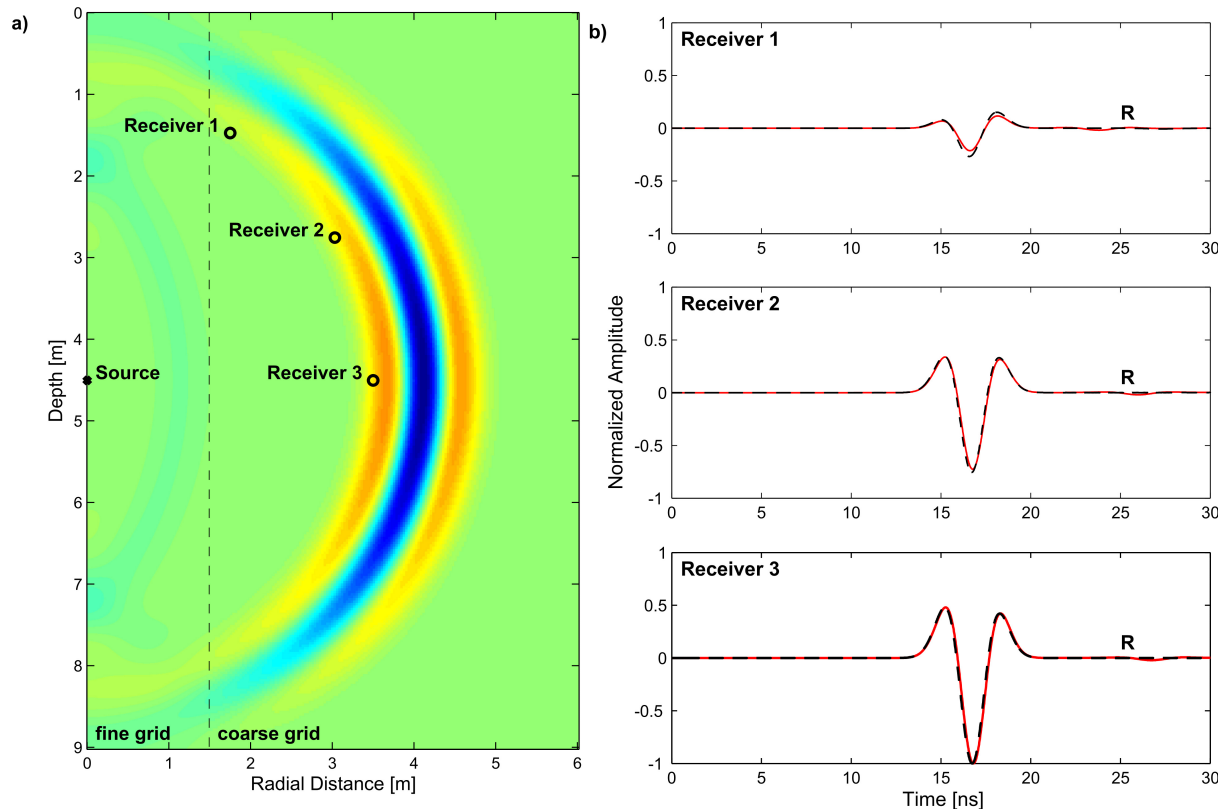 a)
0
1
2
3
4
5
6
7
8
9
Depth [m]
Receiver 1
Receiver 2
Source
Receiver 3
fine grid
coarse grid
0 1 2 3 4 5 6
Radial Distance [m]
b)
Normalized Amplitude
1
0.5
0
-0.5
-1
Receiver 1
R
0 5 10 15 20 25 30
1
0.5
0
-0.5
-1
Receiver 2
R
0 5 10 15 20 25 30
1
0.5
0
-0.5
-1
Receiver 3
R
0 5 10 15 20 25 30
Time [ns]